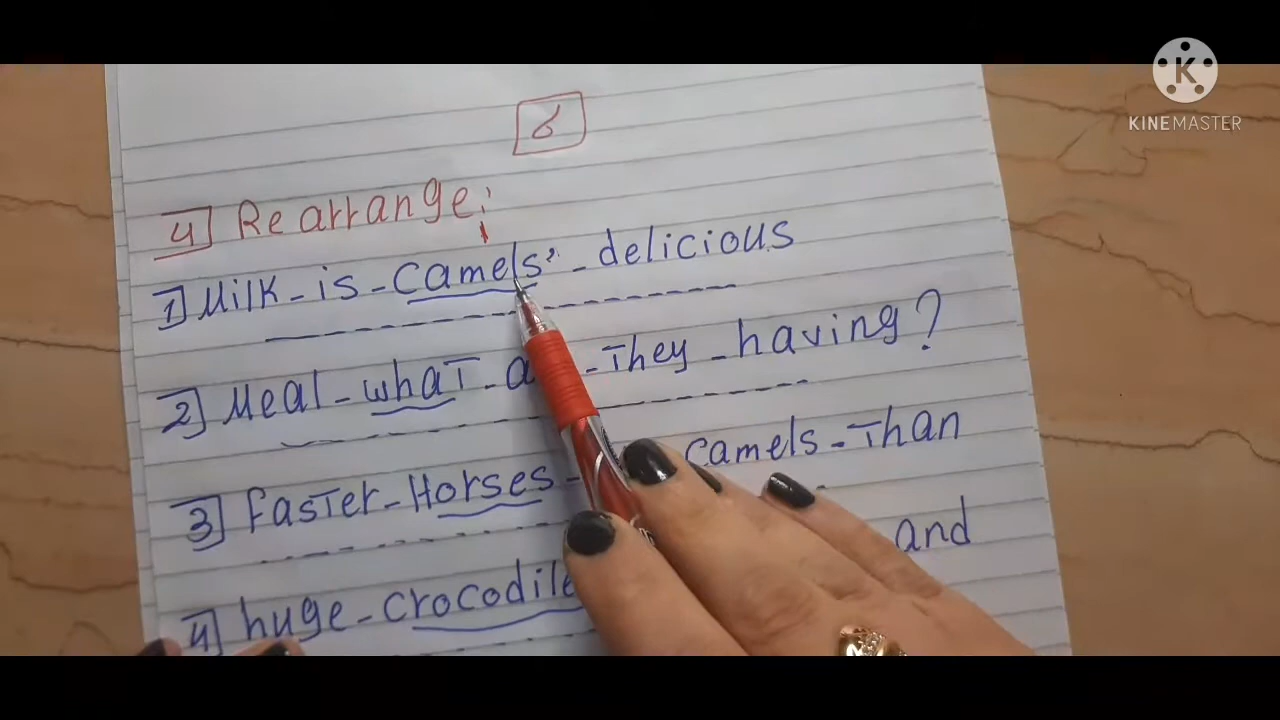 4] Rearrange:
1] Milk - is - camels' - delicious
2] Meal - what - - They - having?
3] Faster - Horses - camels - Than
4] huge - crocodile and
K
KINEMASTER